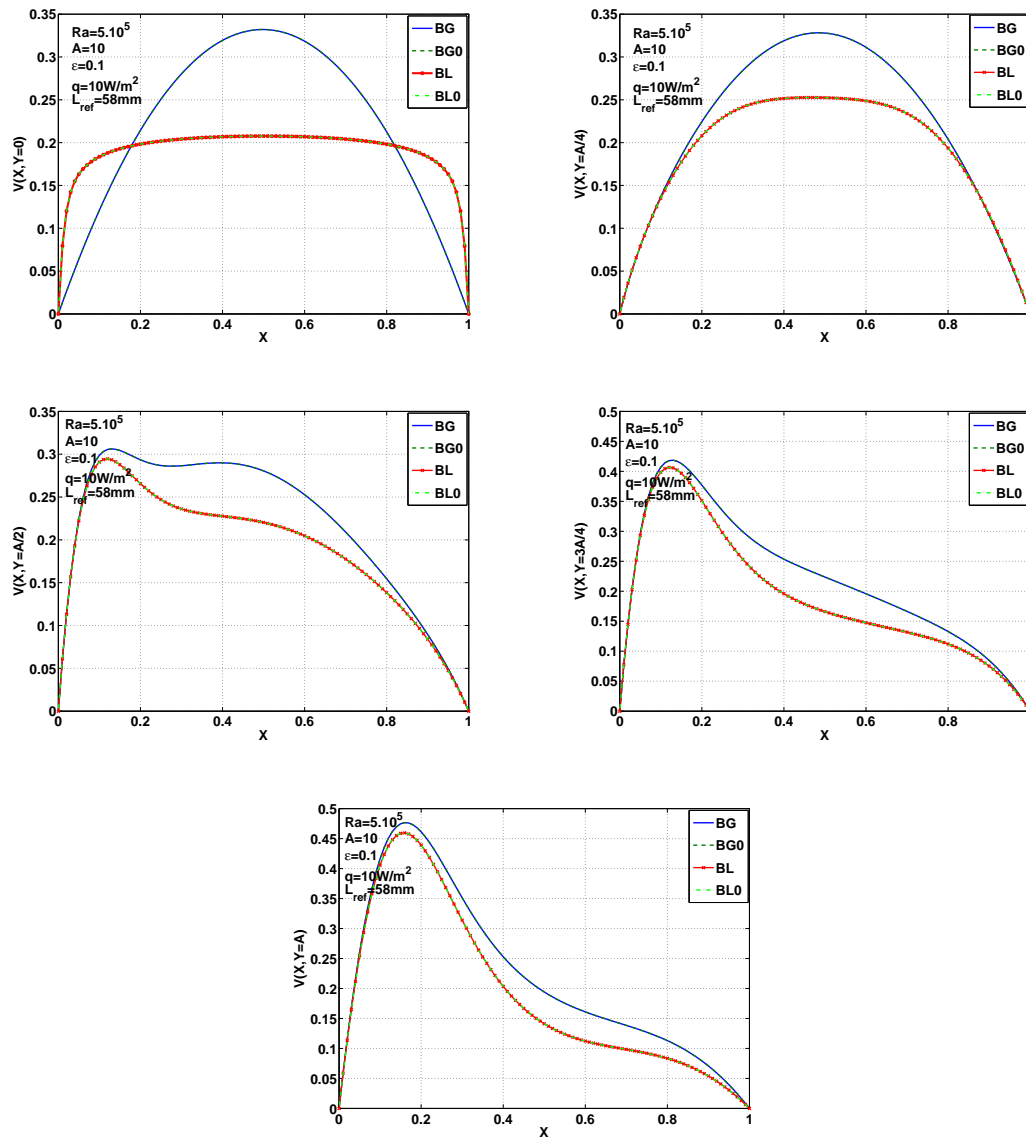 V(X,Y=0)
0.35
0.3
0.25
0.2
0.15
0.1
0.05
0
Ra=5.10^5
A=10
ε=0.1
q=10W/m^2
L_ref=58mm
BG
BG0
BL
BL0
0 0.2 0.4 0.6 0.8 1
X
V(X,Y=A/4)
0.35
0.3
0.25
0.2
0.15
0.1
0.05
0
Ra=5.10^5
A=10
ε=0.1
q=10W/m^2
L_ref=58mm
BG
BG0
BL
BL0
0 0.2 0.4 0.6 0.8
X
V(X,Y=A/2)
0.35
0.3
0.25
0.2
0.15
0.1
0.05
0
Ra=5.10^5
A=10
ε=0.1
q=10W/m^2
L_ref=58mm
BG
BG0
BL
BL0
0 0.2 0.4 0.6 0.8 1
X
V(X,Y=3A/4)
0.5
0.45
0.4
0.35
0.3
0.25
0.2
0.15
0.1
0.05
0
Ra=5.10^5
A=10
ε=0.1
q=10W/m^2
L_ref=58mm
BG
BG0
BL
BL0
0 0.2 0.4 0.6 0.8
X
V(X,Y=A)
0.5
0.45
0.4
0.35
0.3
0.25
0.2
0.15
0.1
0.05
0
Ra=5.10^5
A=10
ε=0.1
q=10W/m^2
L_ref=58mm
BG
BG0
BL
BL0
0 0.2 0.4 0.6 0.8 1
X